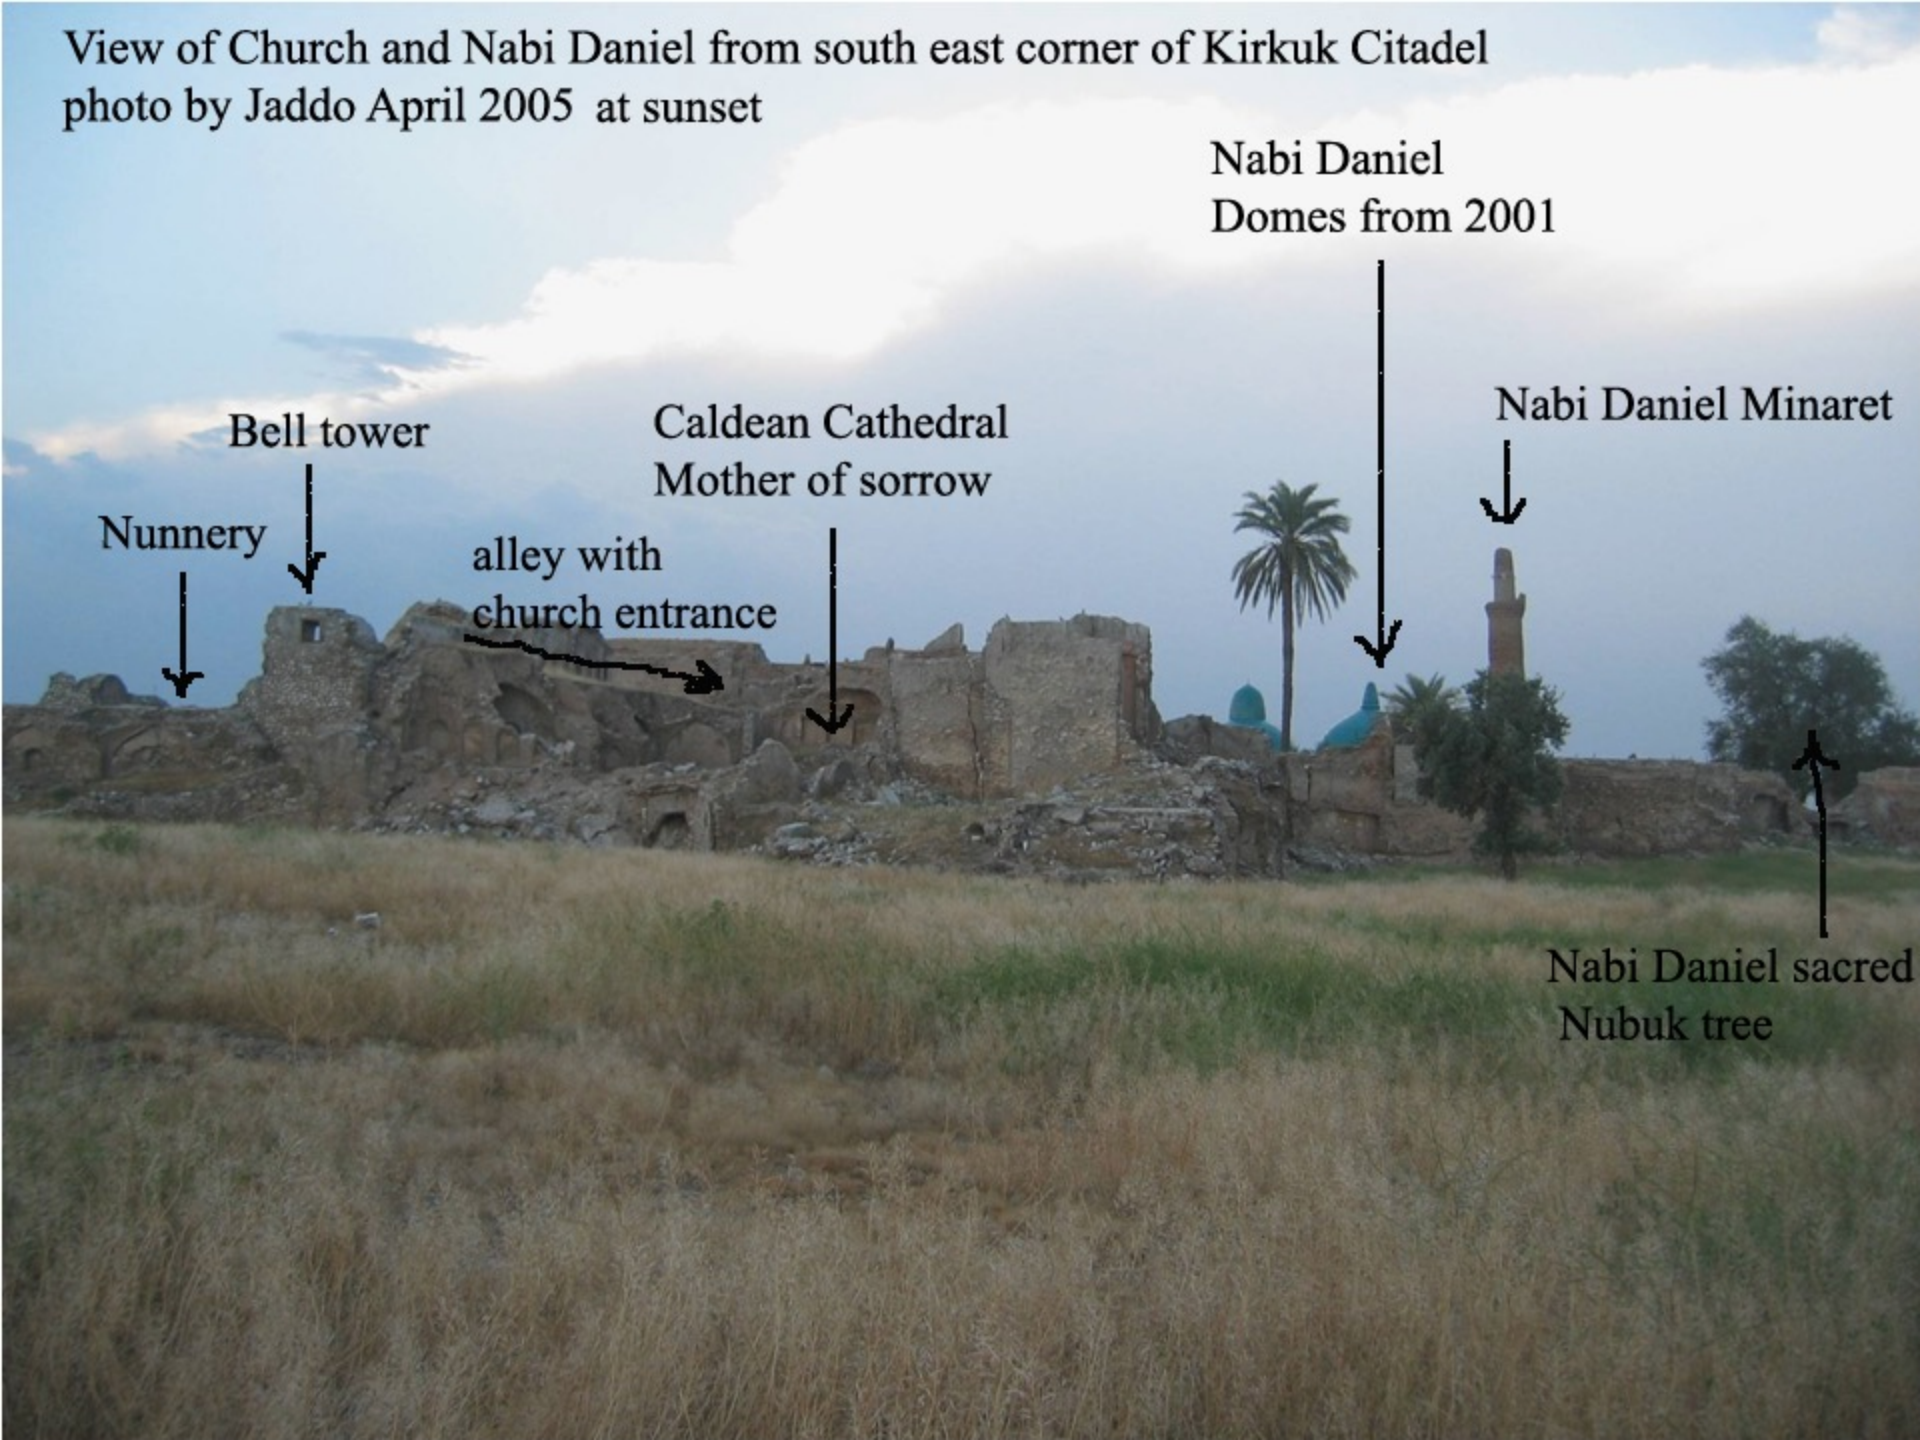 View of Church and Nabi Daniel from south east corner of Kirkuk Citadel
photo by Jaddo April 2005 at sunset
Nabi Daniel
Domes from 2001
Nabi Daniel Minaret
Bell tower
Caldean Cathedral
Mother of sorrow
Nunnery
alley with
church entrance
Nabi Daniel sacred
Nubuk tree